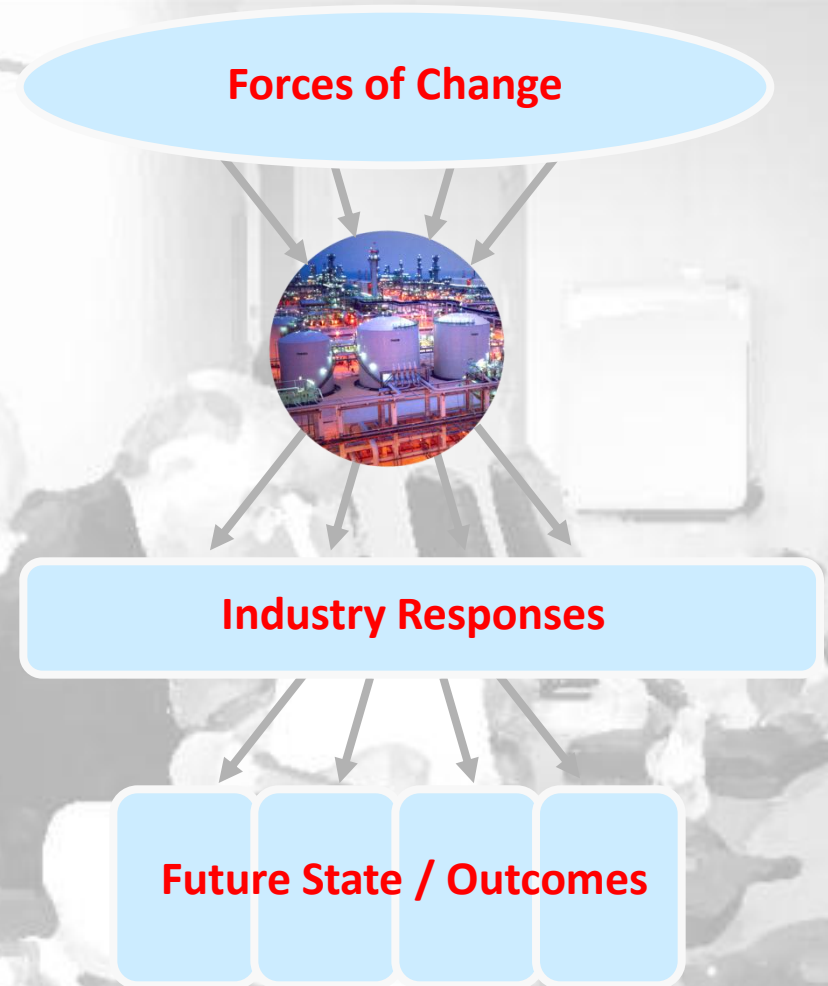 Forces of Change
Industry Responses
Future State / Outcomes